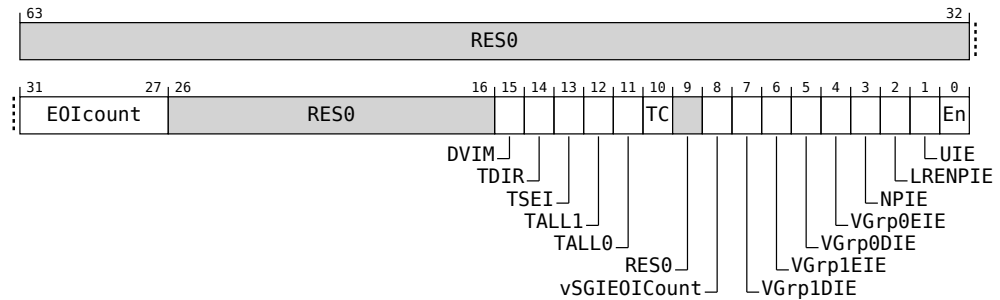 63 32
RES0
31 27 26 16 15 14 13 12 11 10 9 8 7 6 5 4 3 2 1 0
EOIcount RES0 TC En
DVIM UIE
TDIR LRENPIE
TSEI NPIE
TALL1 VGrp0EIE
TALL0 VGrp0DIE
RES0 VGrp1EIE
vSGIEOICount VGrp1DIE